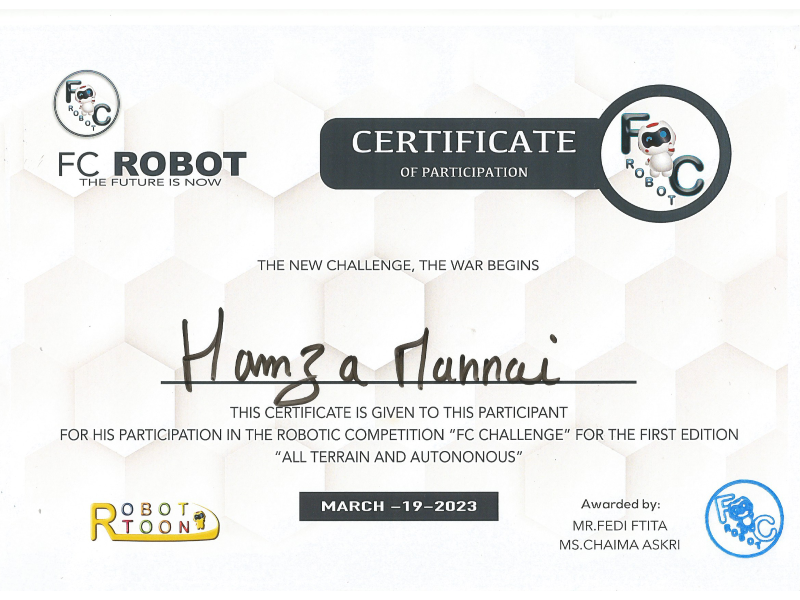 FC
ROBOT
FC ROBOT
THE FUTURE IS NOW
CERTIFICATE
OF PARTICIPATION
FC
ROBOT
THE NEW CHALLENGE, THE WAR BEGINS
Hamza Mannai
THIS CERTIFICATE IS GIVEN TO THIS PARTICIPANT
FOR HIS PARTICIPATION IN THE ROBOTIC COMPETITION "FC CHALLENGE" FOR THE FIRST EDITION
"ALL TERRAIN AND AUTONONOUS"
ROBOT
TOON
MARCH –19–2023
Awarded by:
MR.FEDI FTITA
MS.CHAIMA ASKRI
FC
ROBOT